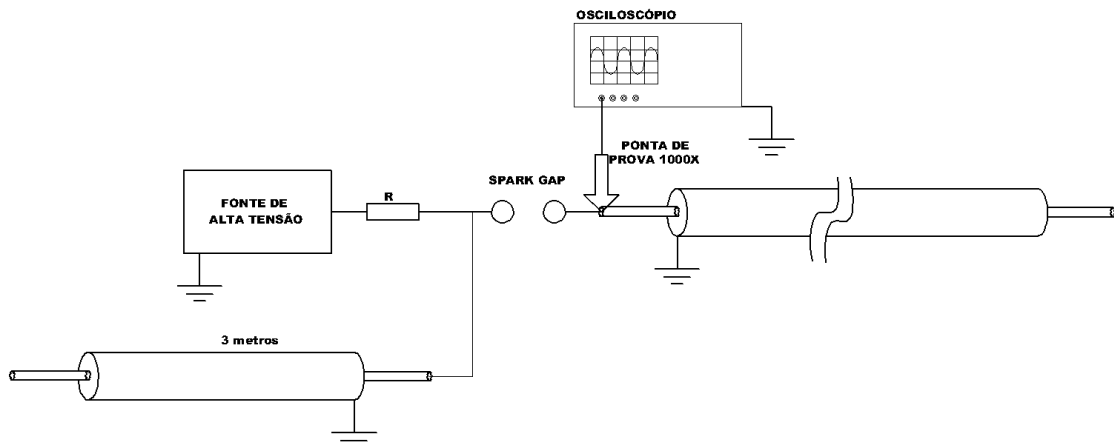 OSCILOSCÓPIO
PONTA DE
PROVA 1000X
SPARK GAP
R
FONTE DE
ALTA TENSÃO
3 metros